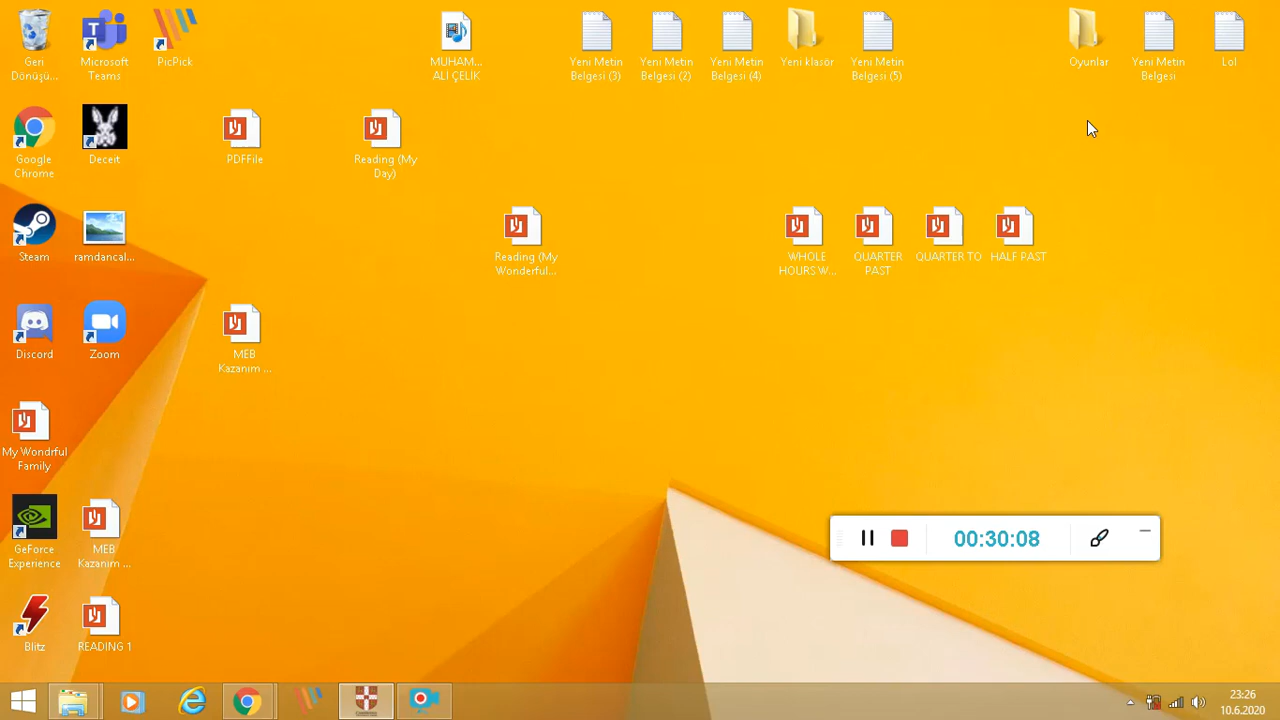 Geri
Dönüşü...
Microsoft
Teams
PicPick
MUHAM...
ALİ ÇELİK
Yeni Metin
Belgesi (3)
Yeni Metin
Belgesi (2)
Yeni Metin
Belgesi (4)
Yeni klasör
Yeni Metin
Belgesi (5)
Oyunlar
Yeni Metin
Belgesi
Lol
Google
Chrome
Deceit
PDFFile
Reading (My
Day)
Steam
ramdancal...
Reading (My
Wonderful...
WHOLE
HOURS W...
QUARTER
PAST
QUARTER TO
HALF PAST
Discord
Zoom
MEB
Kazanım ...
My Wondrful
Family
GeForce
Experience
MEB
Kazanım ...
00:30:08
Blitz
READING 1
23:26
10.6.2020